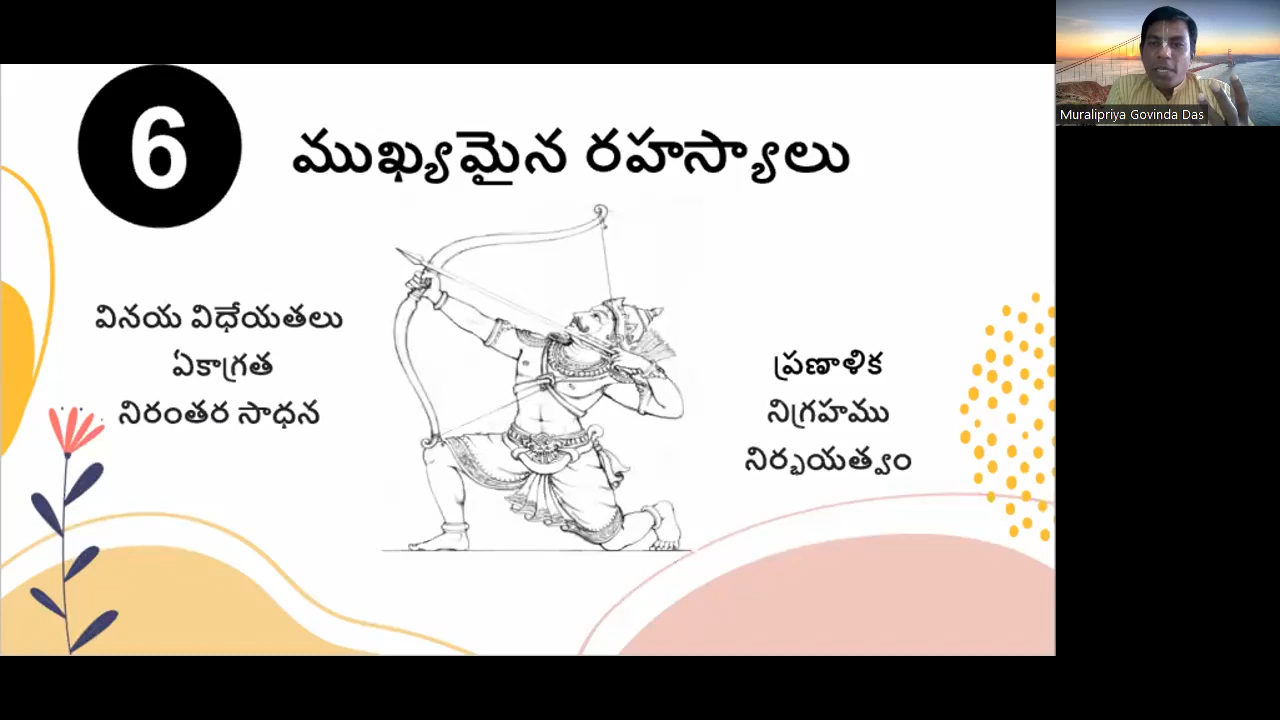 6
ముఖ్యమైన రహస్యాలు
వినయ విధేయతలు
ఏకాగ్రత
నిరంతర సాధన
ప్రణాళిక
నిగ్రహము
నిర్భయత్వం
Muralipriya Govinda Das